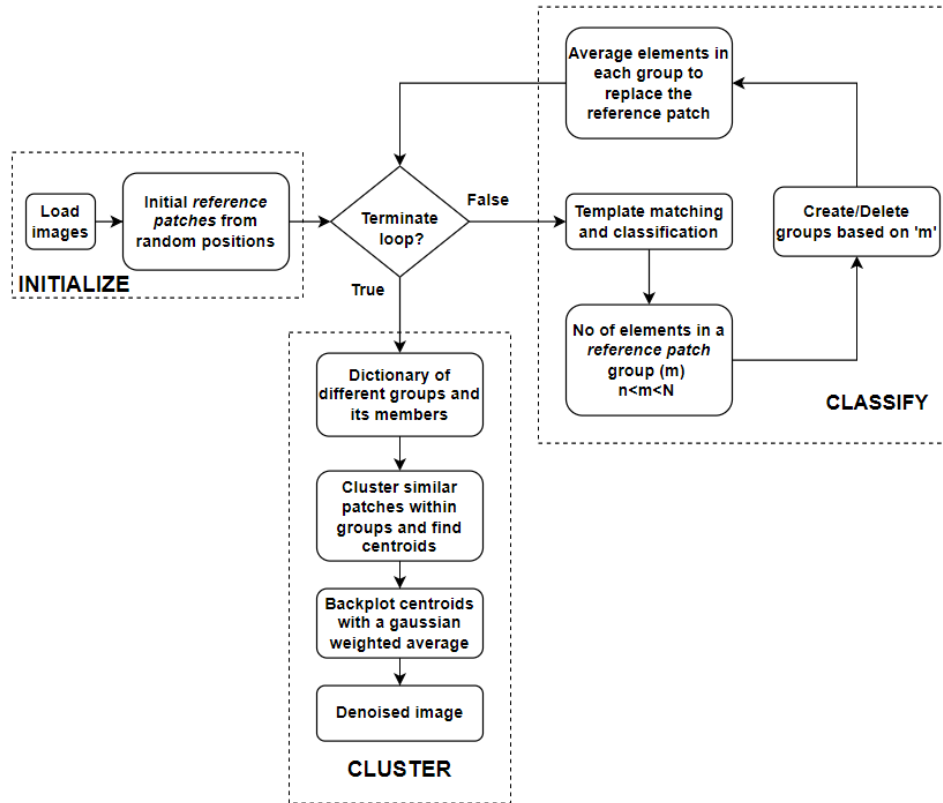 Load
images
Initial reference
patches from
random positions
INITIALIZE
Terminate
loop?
False
True
Average elements in
each group to
replace the
reference patch
Template matching
and classification
Create/Delete
groups based on 'm'
No of elements in a
reference patch
group (m)
n<m<N
CLASSIFY
Dictionary of
different groups and
its members
Cluster similar
patches within
groups and find
centroids
Backplot centroids
with a gaussian
weighted average
Denoised image
CLUSTER